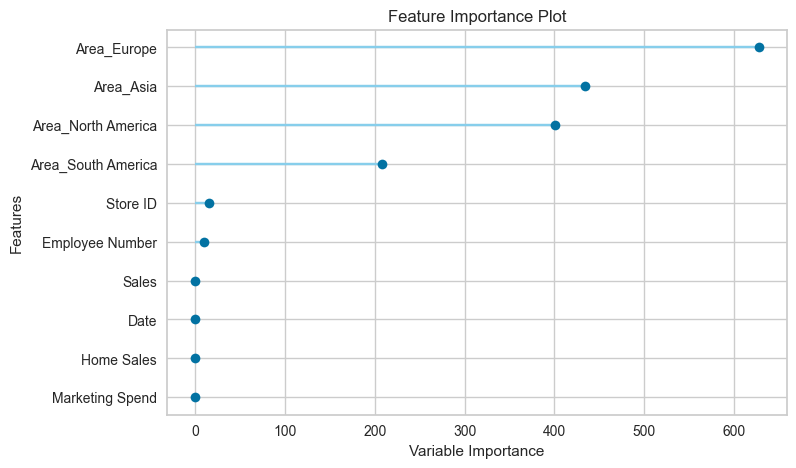 Feature Importance Plot
Features
Area_Europe
Area_Asia
Area_North America
Area_South America
Store ID
Employee Number
Sales
Date
Home Sales
Marketing Spend
0 100 200 300 400 500 600
Variable Importance